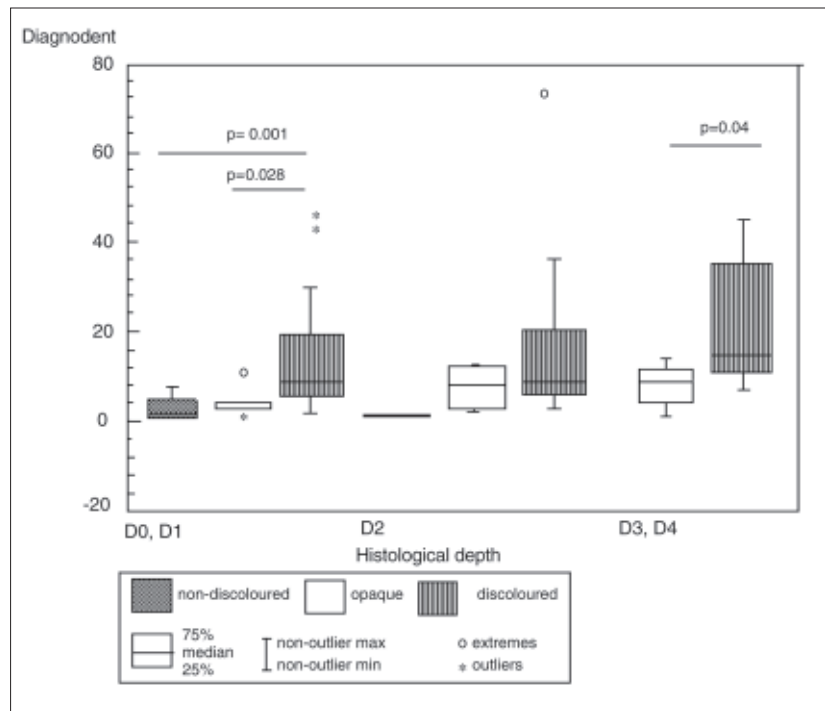 Diagnodent
80
p= 0.001
p=0.04
60
p=0.028
40
20
0
-20
D0, D1 D2 D3, D4
Histological depth
non-discoloured opaque discoloured
75%
median
25%
non-outlier max
non-outlier min
extremes
outliers